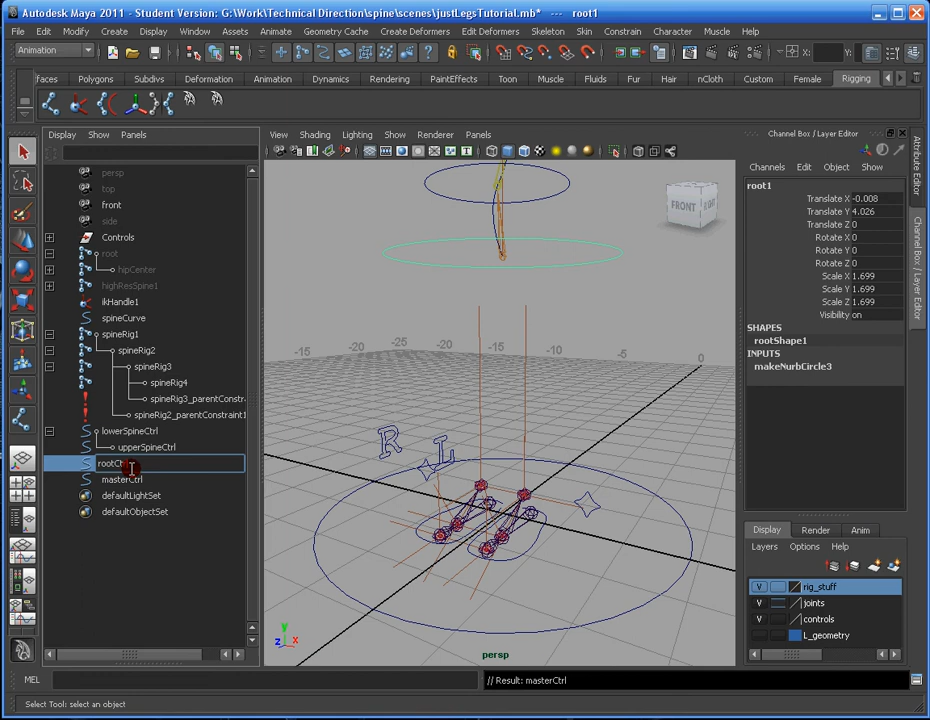 Autodesk Maya 2011 - Student Version: G:\Work\Technical Direction\spine\scenes\justLegsTutorial.mb* --- root1
File Edit Modify Create Display Window Assets Animate Geometry Cache Create Deformers Edit Deformers Skeleton Skin Constrain Character Muscle Help
Animation
X: Y:
faces Polygons Subdivs Deformation Animation Dynamics Rendering PaintEffects Toon Muscle Fluids Fur Hair nCloth Custom Female Rigging
Display Show Panels
persp
top
front
side
Controls
root
hipCenter
highResSpine1
ikHandle1
spineCurve
spineRig1
spineRig2
spineRig3
spineRig4
spineRig3_parentConstr
spineRig2_parentConstraint1
lowerSpineCtrl
upperSpineCtrl
rootCt
masterCtrl
defaultLightSet
defaultObjectSet
View Shading Lighting Show Renderer Panels
FRONT
-15 -20 -20 -15 -10 -5 0
R L
y
z x
persp
Channel Box / Layer Editor
Channels Edit Object Show
root1
Translate X -0.008
Translate Y 4.026
Translate Z 0
Rotate X 0
Rotate Y 0
Rotate Z 0
Scale X 1.699
Scale Y 1.699
Scale Z 1.699
Visibility on
SHAPES
rootShape1
INPUTS
makeNurbCircle3
Display Render Anim
Layers Options Help
V rig_stuff
V joints
V controls
L_geometry
Attribute Editor
Channel Box / Layer Editor
MEL
// Result: masterCtrl
Select Tool: select an object